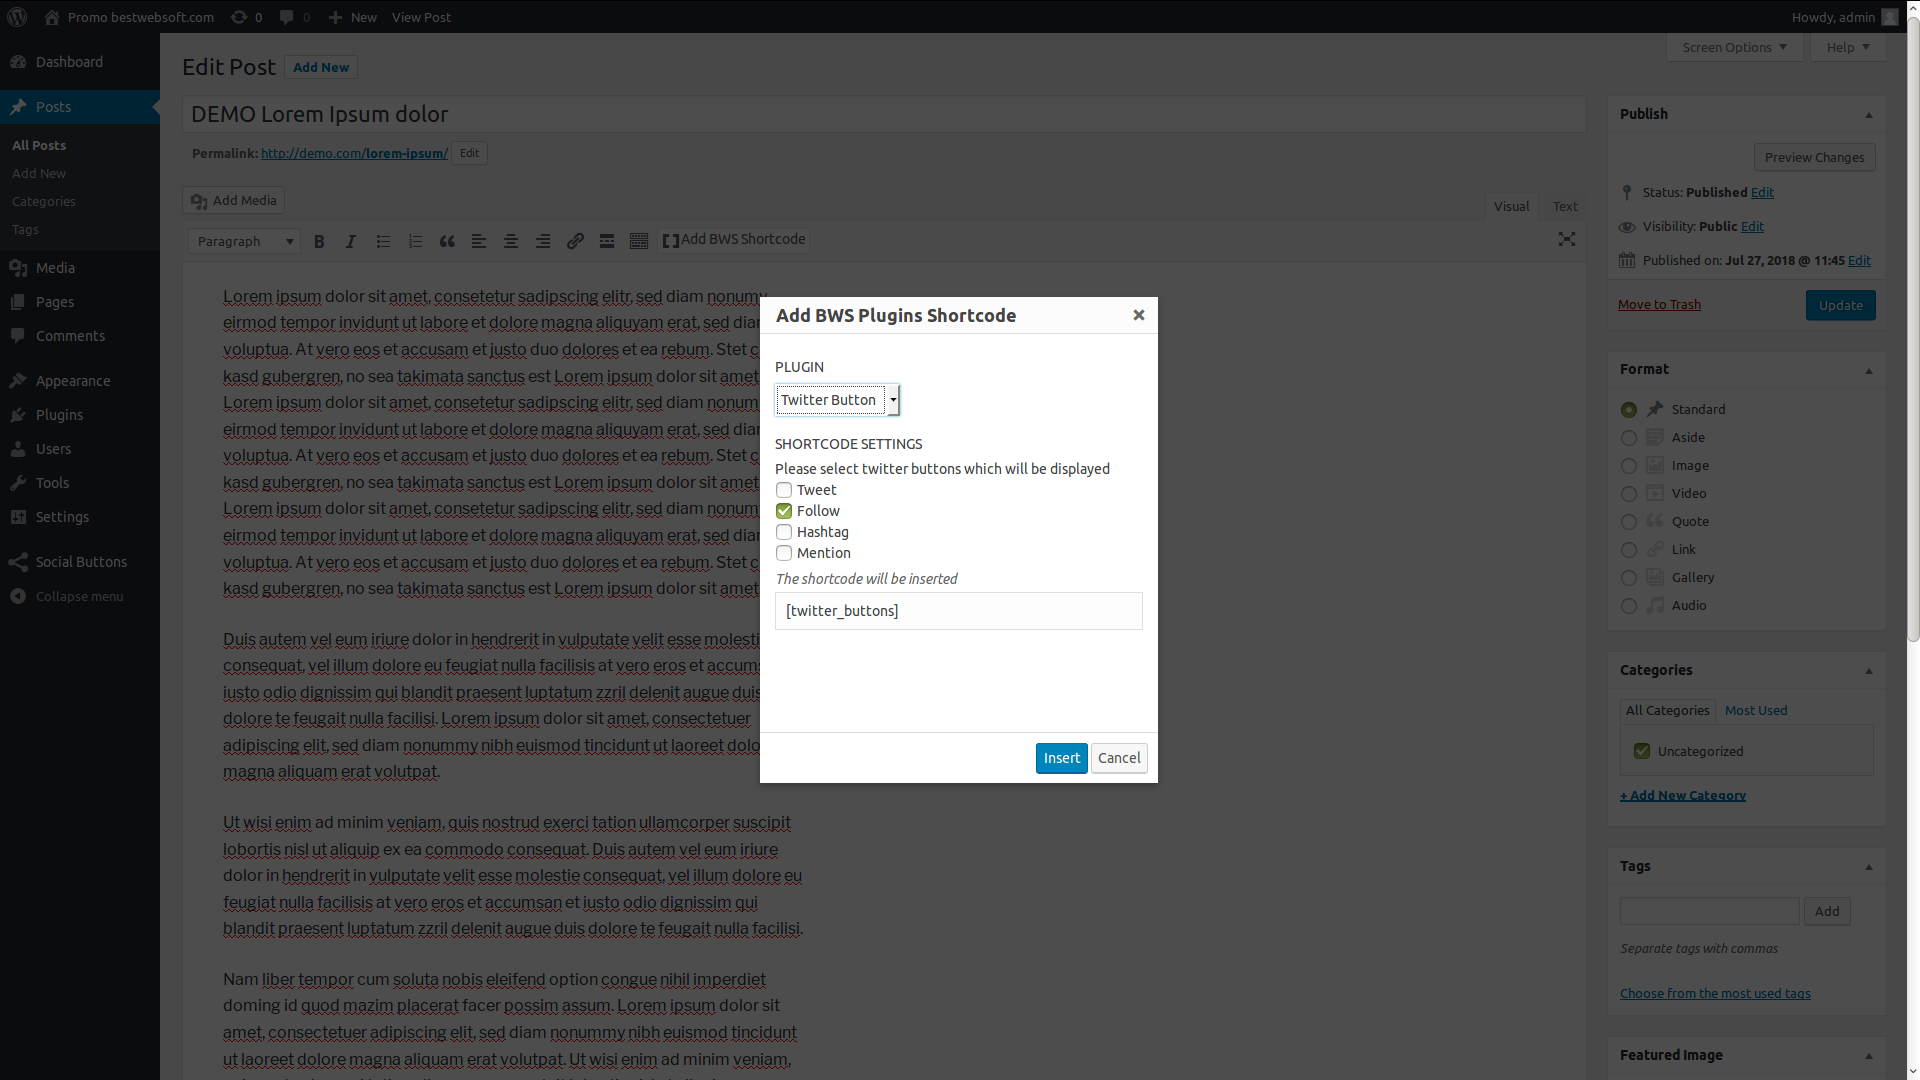 Promo bestwebsoft.com 0 0 New View Post Howdy, admin
Dashboard
Posts
All Posts
Add New
Categories
Tags
Media
Pages
Comments
Appearance
Plugins
Users
Tools
Settings
Social Buttons
Collapse menu
Screen Options Help
Edit Post Add New
DEMO Lorem Ipsum dolor
Permalink: http://demo.com/lorem-ipsum/ Edit
Add Media
Visual Text
Paragraph B I Add BWS Shortcode
Lorem ipsum dolor sit amet, consetetur sadipscing elitr, sed diam nonumy
eirmod tempor invidunt ut labore et dolore magna aliquyam erat, sed
voluptua. At vero eos et accusam et justo duo dolores et ea rebum. Stet
kasd gubergren, no sea takimata sanctus est Lorem ipsum dolor sit amet
Lorem ipsum dolor sit amet, consetetur sadipscing elitr, sed diam
eirmod tempor invidunt ut labore et dolore magna aliquyam erat, sed
voluptua. At vero eos et accusam et justo duo dolores et ea rebum. Stet
kasd gubergren, no sea takimata sanctus est Lorem ipsum dolor sit amet
Lorem ipsum dolor sit amet, consetetur sadipscing elitr, sed diam
eirmod tempor invidunt ut labore et dolore magna aliquyam erat, sed
voluptua. At vero eos et accusam et justo duo dolores et ea rebum. Stet
kasd gubergren, no sea takimata sanctus est Lorem ipsum dolor sit amet
Duis autem vel eum iriure dolor in hendrerit in vulputate velit esse
consequat, vel illum dolore eu feugiat nulla facilisis at vero eros et
iusto odio dignissim qui blandit praesent luptatum zzril delenit augue duis
dolore te feugait nulla facilisi. Lorem ipsum dolor sit amet, consectetuer
adipiscing elit, sed diam nonummy nibh euismod tincidunt ut laoreet
magna aliquam erat volutpat.
Ut wisi enim ad minim veniam, quis nostrud exerci tation ullamcorper suscipit
lobortis nisl ut aliquip ex ea commodo consequat. Duis autem vel eum iriure
dolor in hendrerit in vulputate velit esse molestie consequat, vel illum dolore eu
feugiat nulla facilisis at vero eros et accumsan et iusto odio dignissim qui
blandit praesent luptatum zzril delenit augue duis dolore te feugait nulla facilisi.
Nam liber tempor cum soluta nobis eleifend option congue nihil imperdiet
doming id quod mazim placerat facer possim assum. Lorem ipsum dolor sit
amet, consectetuer adipiscing elit, sed diam nonummy nibh euismod tincidunt
ut laoreet dolore magna aliquam erat volutpat. Ut wisi enim ad minim veniam,
Add BWS Plugins Shortcode
PLUGIN
Twitter Button
SHORTCODE SETTINGS
Please select twitter buttons which will be displayed
Tweet
Follow
Hashtag
Mention
The shortcode will be inserted
[twitter_buttons]
Insert Cancel
Publish
Preview Changes
Status: Published Edit
Visibility: Public Edit
Published on: Jul 27, 2018 @ 11:45 Edit
Move to Trash Update
Format
Standard
Aside
Image
Video
Quote
Link
Gallery
Audio
Categories
All Categories Most Used
Uncategorized
+ Add New Category
Tags
Add
Separate tags with commas
Choose from the most used tags
Featured Image